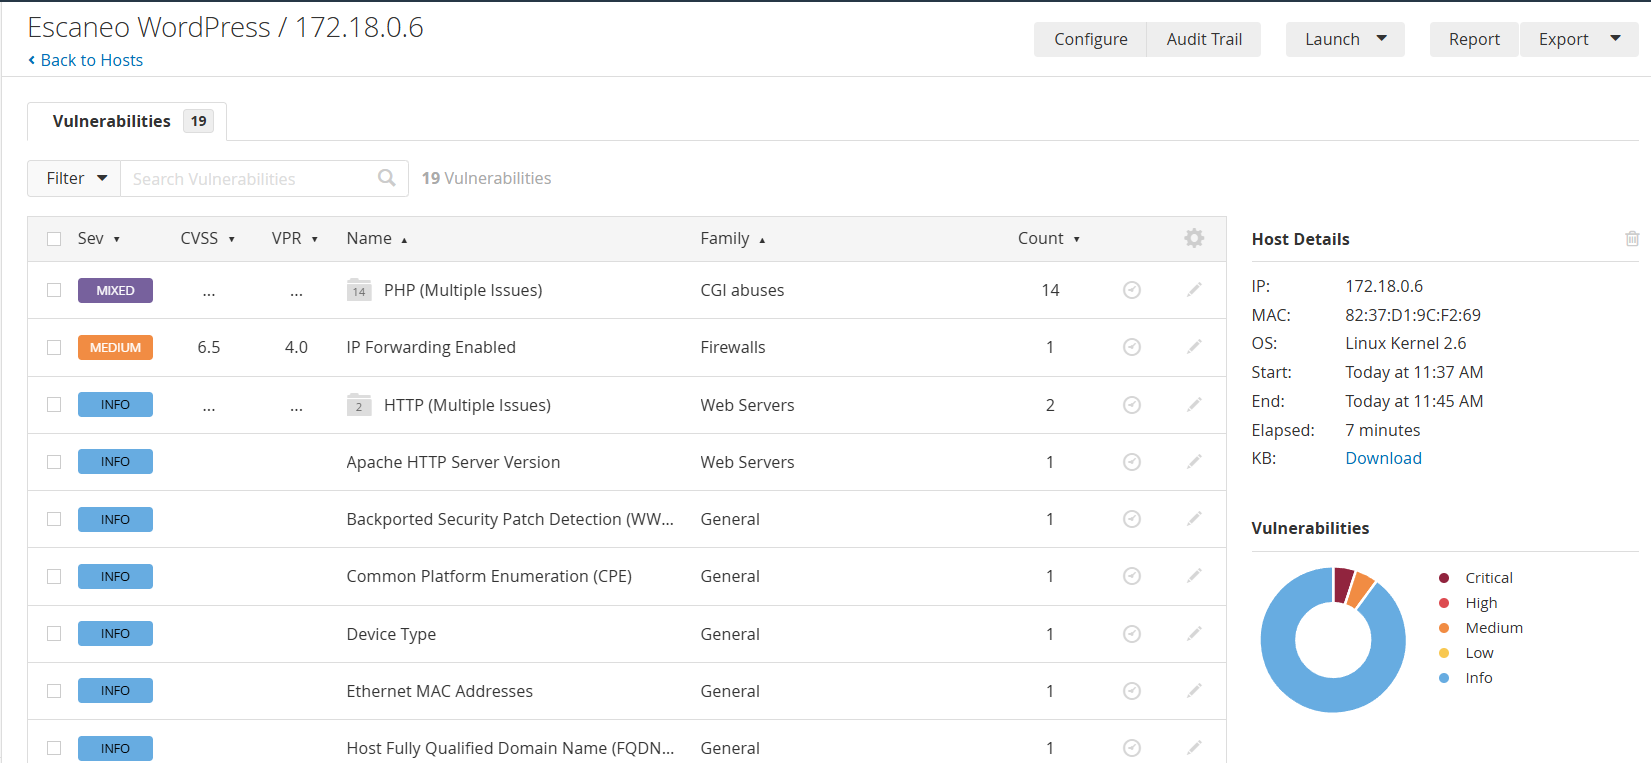 Escaneo WordPress / 172.18.0.6
Back to Hosts
Configure
Audit Trail
Launch
Report
Export
Vulnerabilities 19
Filter
Search Vulnerabilities
19 Vulnerabilities
Sev CVSS VPR Name Family Count
MIXED ... ... 14 PHP (Multiple Issues) CGI abuses 14
MEDIUM 6.5 4.0 IP Forwarding Enabled Firewalls 1
INFO ... ... 2 HTTP (Multiple Issues) Web Servers 2
INFO Apache HTTP Server Version Web Servers 1
INFO Backported Security Patch Detection (WW... General 1
INFO Common Platform Enumeration (CPE) General 1
INFO Device Type General 1
INFO Ethernet MAC Addresses General 1
INFO Host Fully Qualified Domain Name (FQDN... General 1
Host Details
IP: 172.18.0.6
MAC: 82:37:D1:9C:F2:69
OS: Linux Kernel 2.6
Start: Today at 11:37 AM
End: Today at 11:45 AM
Elapsed: 7 minutes
KB: Download
Vulnerabilities
Critical
High
Medium
Low
Info